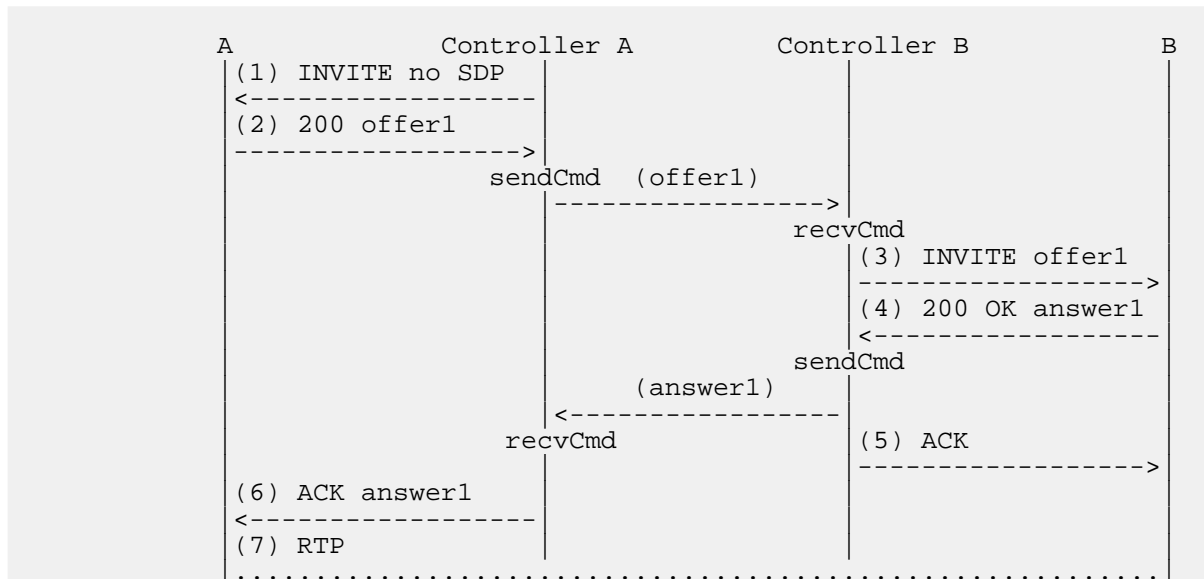 A Controller A Controller B B
(1) INVITE no SDP
(2) 200 offer1
sendCmd (offer1)
recvCmd
(3) INVITE offer1
(4) 200 OK answer1
sendCmd
(answer1)
recvCmd (5) ACK
(6) ACK answer1
(7) RTP